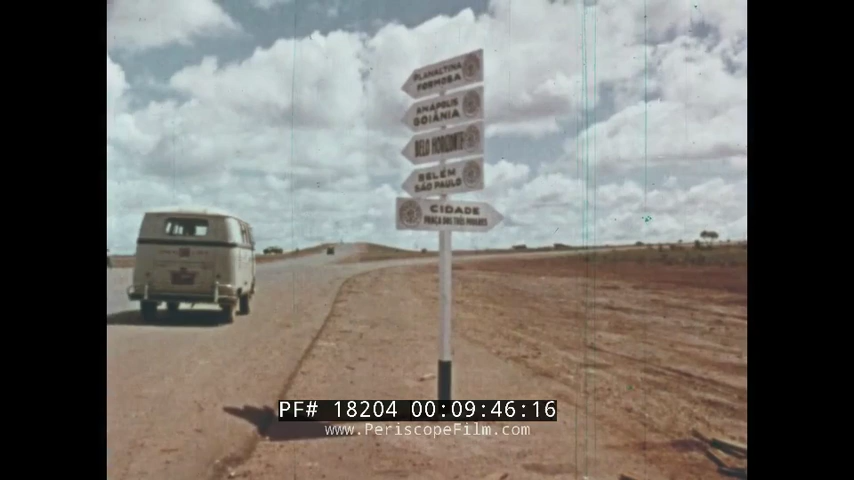 PLANALTINA
FORMOSA
ANÁPOLIS
GOIÂNIA
BELO HORIZONTE
BELÉM
SÃO PAULO
CIDADE
PRAÇA DOS TRÊS PODERES
PF# 18204 00:09:46:16
www.PeriscopeFilm.com